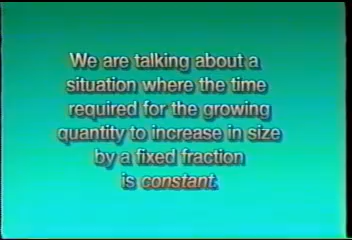 We are talking about a
situation where the time
required for the growing
quantity to increase in size
by a fixed fraction
is constant.